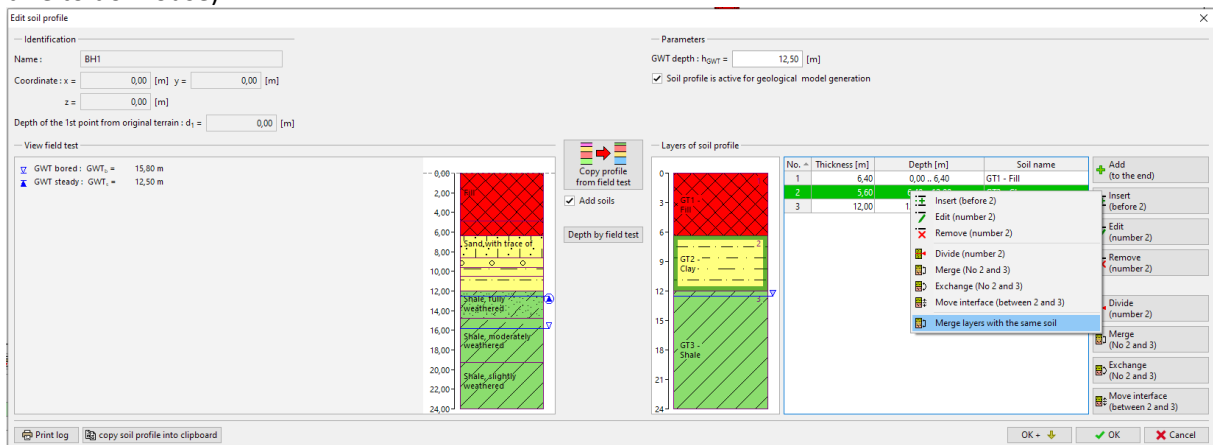 Edit soil profile
Identification
Name :
BH1
Coordinate : x =
0,00 [m] y = 0,00 [m]
z = 0,00 [m]
Depth of the 1st point from original terrain : d1 = 0,00 [m]
Parameters
GWT depth : hGWT = 12,50 [m]
Soil profile is active for geological model generation
View field test
GWT bored : GWTb = 15,80 m
GWT steady : GWTs = 12,50 m
0,00
2,00
4,00
6,00
8,00
10,00
12,00
14,00
16,00
18,00
20,00
22,00
24,00
Fill
Sand, with trace of
Shale, fully
weathered
Shale, moderately
weathered
Shale, slightly
weathered
Copy profile
from field test
Add soils
Depth by field test
Layers of soil profile
0
3
6
9
12
15
18
21
24
GT1 -
Fill
2
GT2 -
Clay
3
GT3 -
Shale
No. Thickness [m] Depth [m] Soil name
1 6,40 0,00 .. 6,40 GT1 - Fill
2 5,60
3 12,00
Insert (before 2)
Edit (number 2)
Remove (number 2)
Divide (number 2)
Merge (No 2 and 3)
Exchange (No 2 and 3)
Move interface (between 2 and 3)
Merge layers with the same soil
Add
(to the end)
Insert
(before 2)
Edit
(number 2)
Remove
(number 2)
Divide
(number 2)
Merge
(No 2 and 3)
Exchange
(No 2 and 3)
Move interface
(between 2 and 3)
Print log
copy soil profile into clipboard
OK +
OK
Cancel